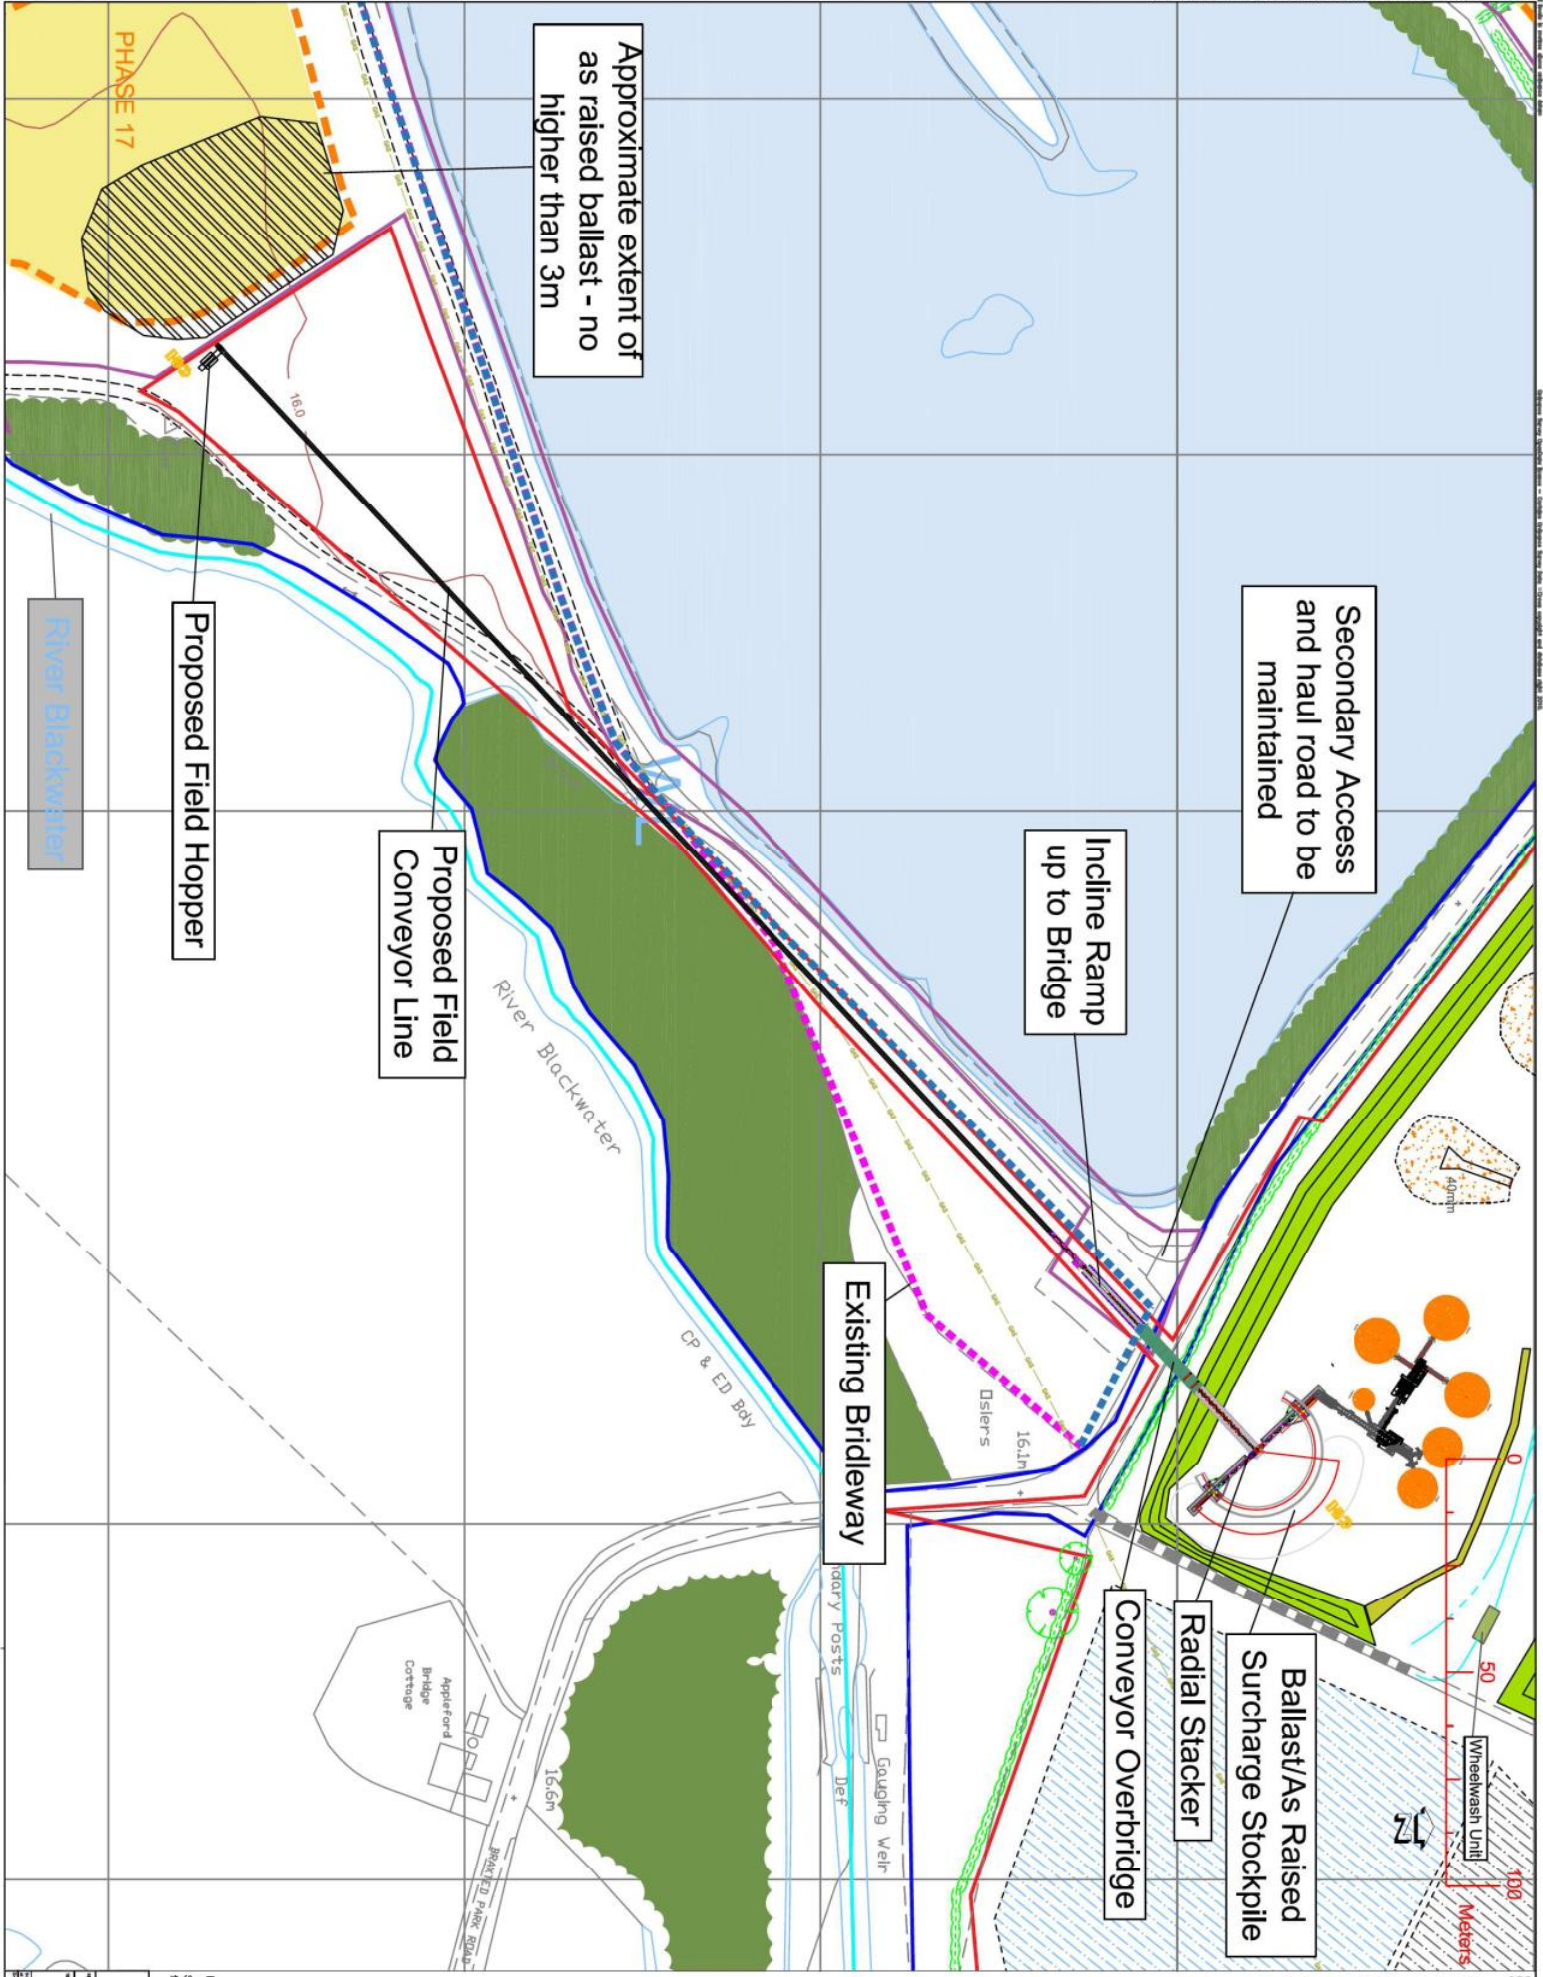 Approximate extent of
as raised ballast - no
higher than 3m
PHASE 17
Secondary Access
and haul road to be
maintained
Incline Ramp
up to Bridge
16.0
40mm
Proposed Field Hopper
River Blackwater
Proposed Field
Conveyor Line
River Blackwater
CP & ED Bdy
Existing Bridleway
Osiers
16.1m
0
50
100
Meters
Wheelwash Unit
Ballast/As Raised
Surcharge Stockpile
Radial Stacker
Conveyor Overbridge
N
Posts
Def
Gauging Weir
Appleford
Bridge
Cottage
16.6m
BRAXTED PARK ROAD